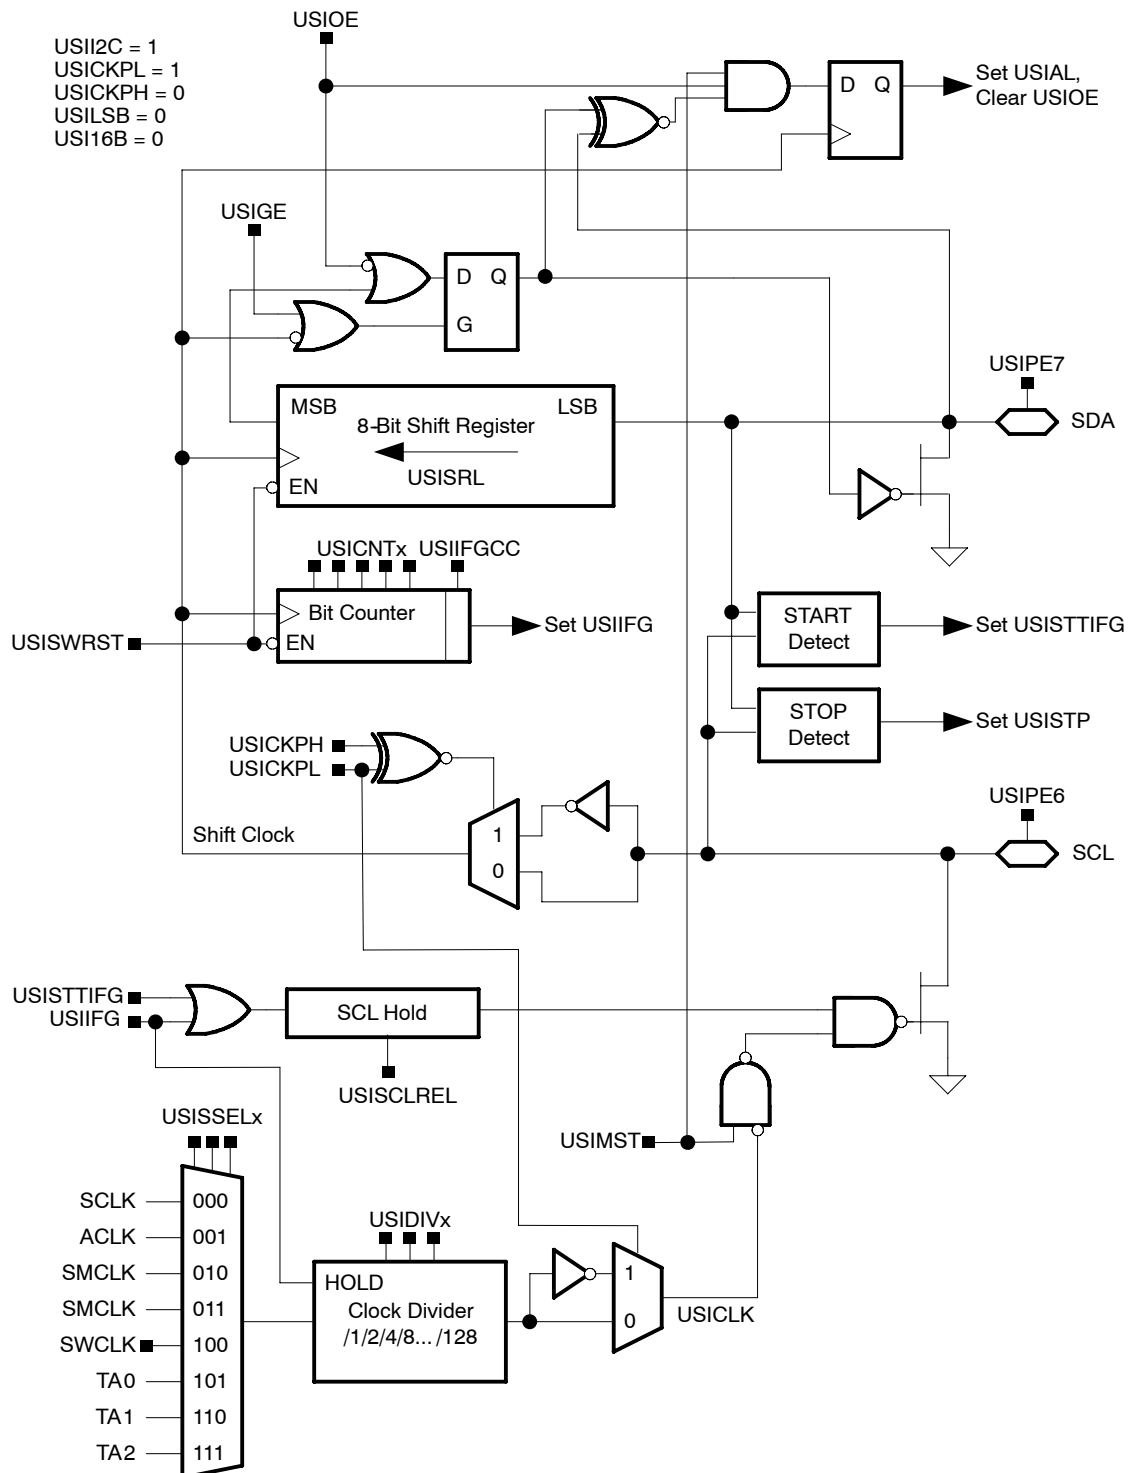 USIOE
USII2C = 1
USICKPL = 1
USICKPH = 0
USILSB = 0
USI16B = 0
D Q
Set USIAL,
Clear USIOE
USIGE
D Q
G
USIPE7
MSB
LSB
8-Bit Shift Register
USISRL
EN
SDA
USICNTx
USIIFGCC
Bit Counter
EN
USISWRST
Set USIIFG
START
Detect
Set USISTTIFG
STOP
Detect
Set USISTP
USICKPH
USICKPL
USIPE6
Shift Clock
1
0
SCL
USISTTIFG
USIIFG
SCL Hold
USISCLREL
USISSELx
USIMST
SCLK 000
ACLK 001
SMCLK 010
SMCLK 011
SWCLK 100
TA0 101
TA1 110
TA2 111
USIDIVx
HOLD
Clock Divider
/1/2/4/8... /128
1
0
USICLK